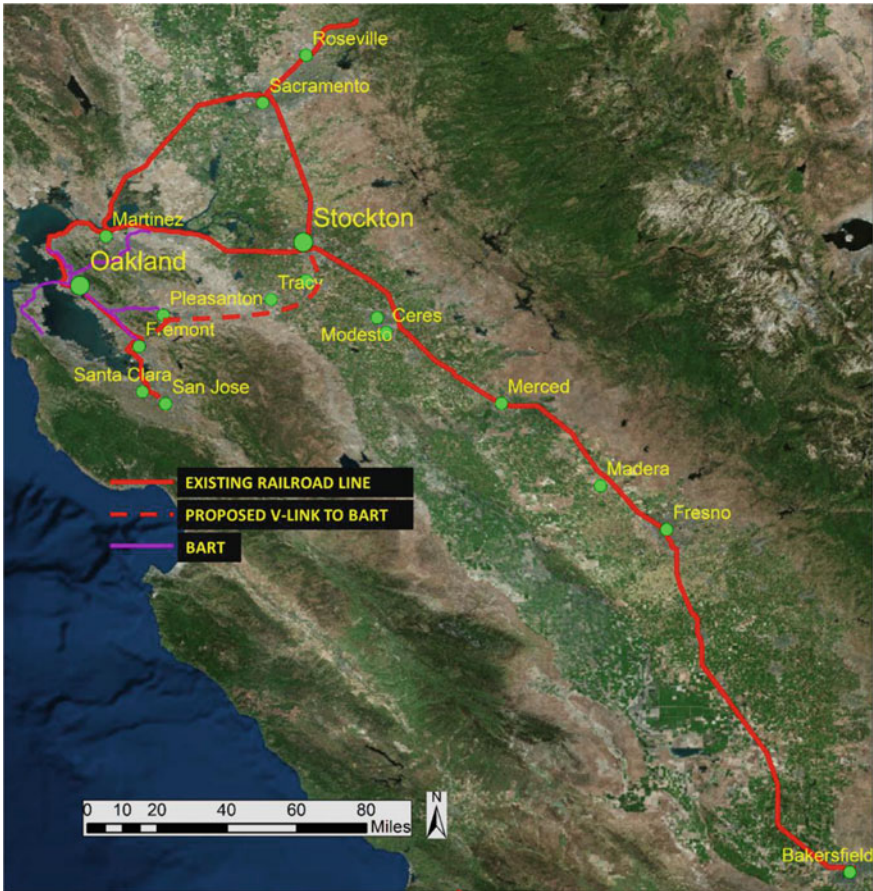 Roseville
Sacramento
Martinez
Stockton
Oakland
Tracy
Pleasanton
Ceres
Fremont
Modesto
Santa Clara
San Jose
Merced
EXISTING RAILROAD LINE
Madera
PROPOSED V-LINK TO BART
Fresno
BART
0 10 20 40 60 80
Miles
N
Bakersfield